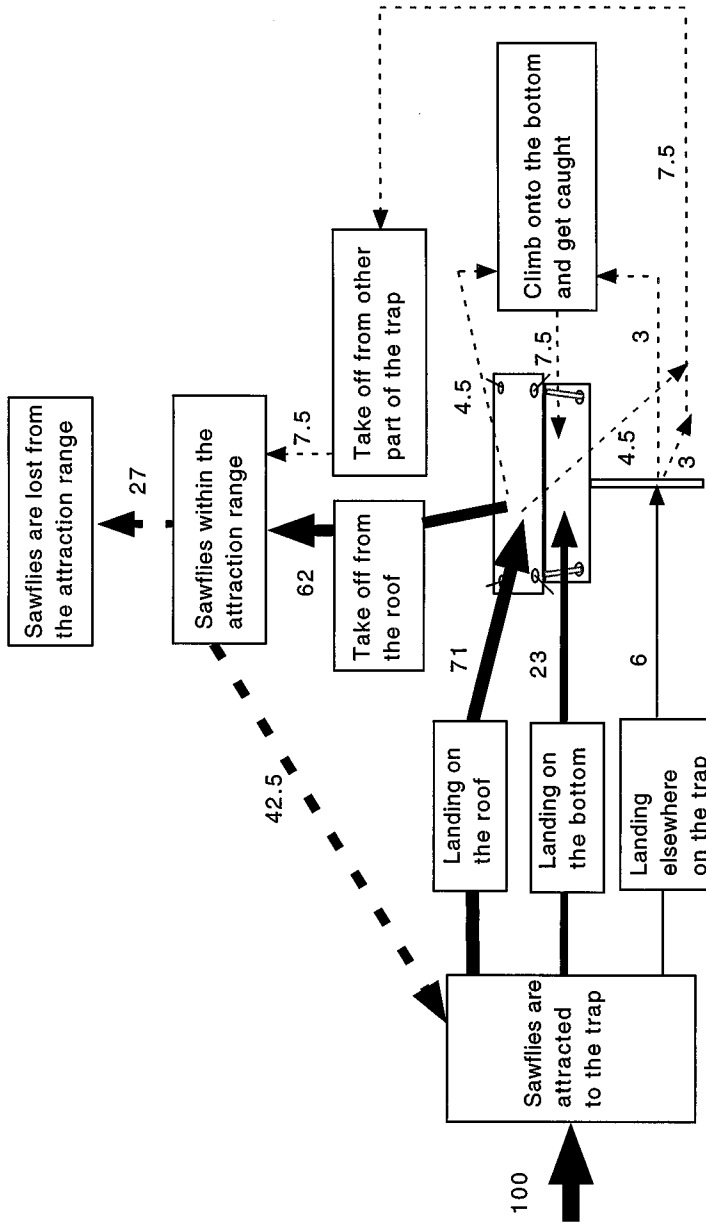 Sawflies are lost from
the attraction range
27
Sawflies within the
attraction range
7.5
62
Take off from
the roof
Take off from other
part of the trap
42.5
4.5
Landing on
the roof
71
Climb onto the bottom
and get caught
7.5
100
Sawflies are
attracted
to the trap
Landing on
the bottom
23
Landing
elsewhere
on the trap
6
4.5
3
3
7.5